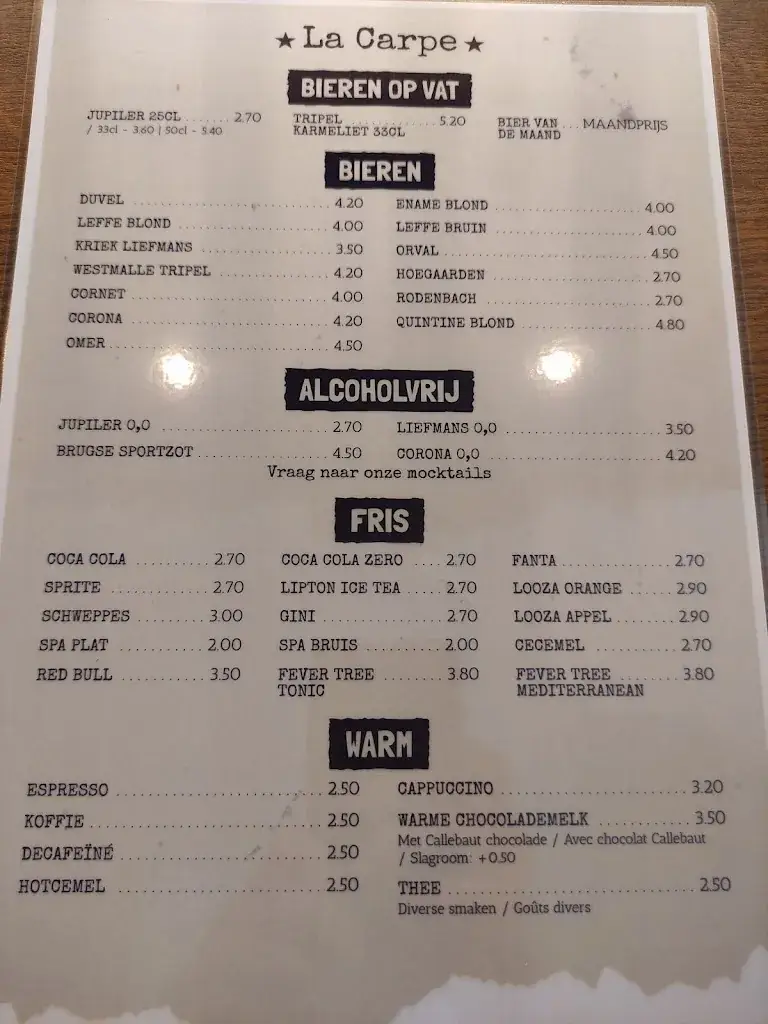 ★ La Carpe ★
BIEREN OP VAT
JUPILER 25CL ....... 2.70
/ 33cl - 3.60 | 50cl - 5.40
TRIPEL ............... 5.20
KARMELIET 33CL
BIER VAN ... MAANDPRIJS
DE MAAND
BIEREN
DUVEL ........................ 4.20
LEFFE BLOND ................... 4.00
KRIEK LIEFMANS ................ 3.50
WESTMALLE TRIPEL .............. 4.20
CORNET ........................ 4.00
CORONA ........................ 4.20
OMER .......................... 4.50
ENAME BLOND ................... 4.00
LEFFE BRUIN ................... 4.00
ORVAL ......................... 4.50
HOEGAARDEN .................... 2.70
RODENBACH ..................... 2.70
QUINTINE BLOND ................ 4.80
ALCOHOLVRIJ
JUPILER 0,0 ................... 2.70
BRUGSE SPORTZOT ............... 4.50
LIEFMANS 0,0 .................. 3.50
CORONA 0,0 .................... 4.20
Vraag naar onze mocktails
FRIS
COCA COLA .......... 2.70
SPRITE ............. 2.70
SCHWEPPES .......... 3.00
SPA PLAT ........... 2.00
RED BULL ........... 3.50
COCA COLA ZERO .... 2.70
LIPTON ICE TEA ..... 2.70
GINI ............... 2.70
SPA BRUIS .......... 2.00
FEVER TREE ......... 3.80
TONIC
FANTA .............. 2.70
LOOZA ORANGE ...... 2.90
LOOZA APPEL ........ 2.90
CECEMEL ............ 2.70
FEVER TREE ........ 3.80
MEDITERRANEAN
WARM
ESPRESSO ....................... 2.50
KOFFIE ......................... 2.50
DECAFEÏNÉ ...................... 2.50
HOTCEMEL ....................... 2.50
CAPPUCCINO ..................... 3.20
WARME CHOCOLADEMELK ............ 3.50
Met Callebaut chocolade / Avec chocolat Callebaut
/ Slagroom: +0.50
THEE ........................... 2.50
Diverse smaken / Goûts divers